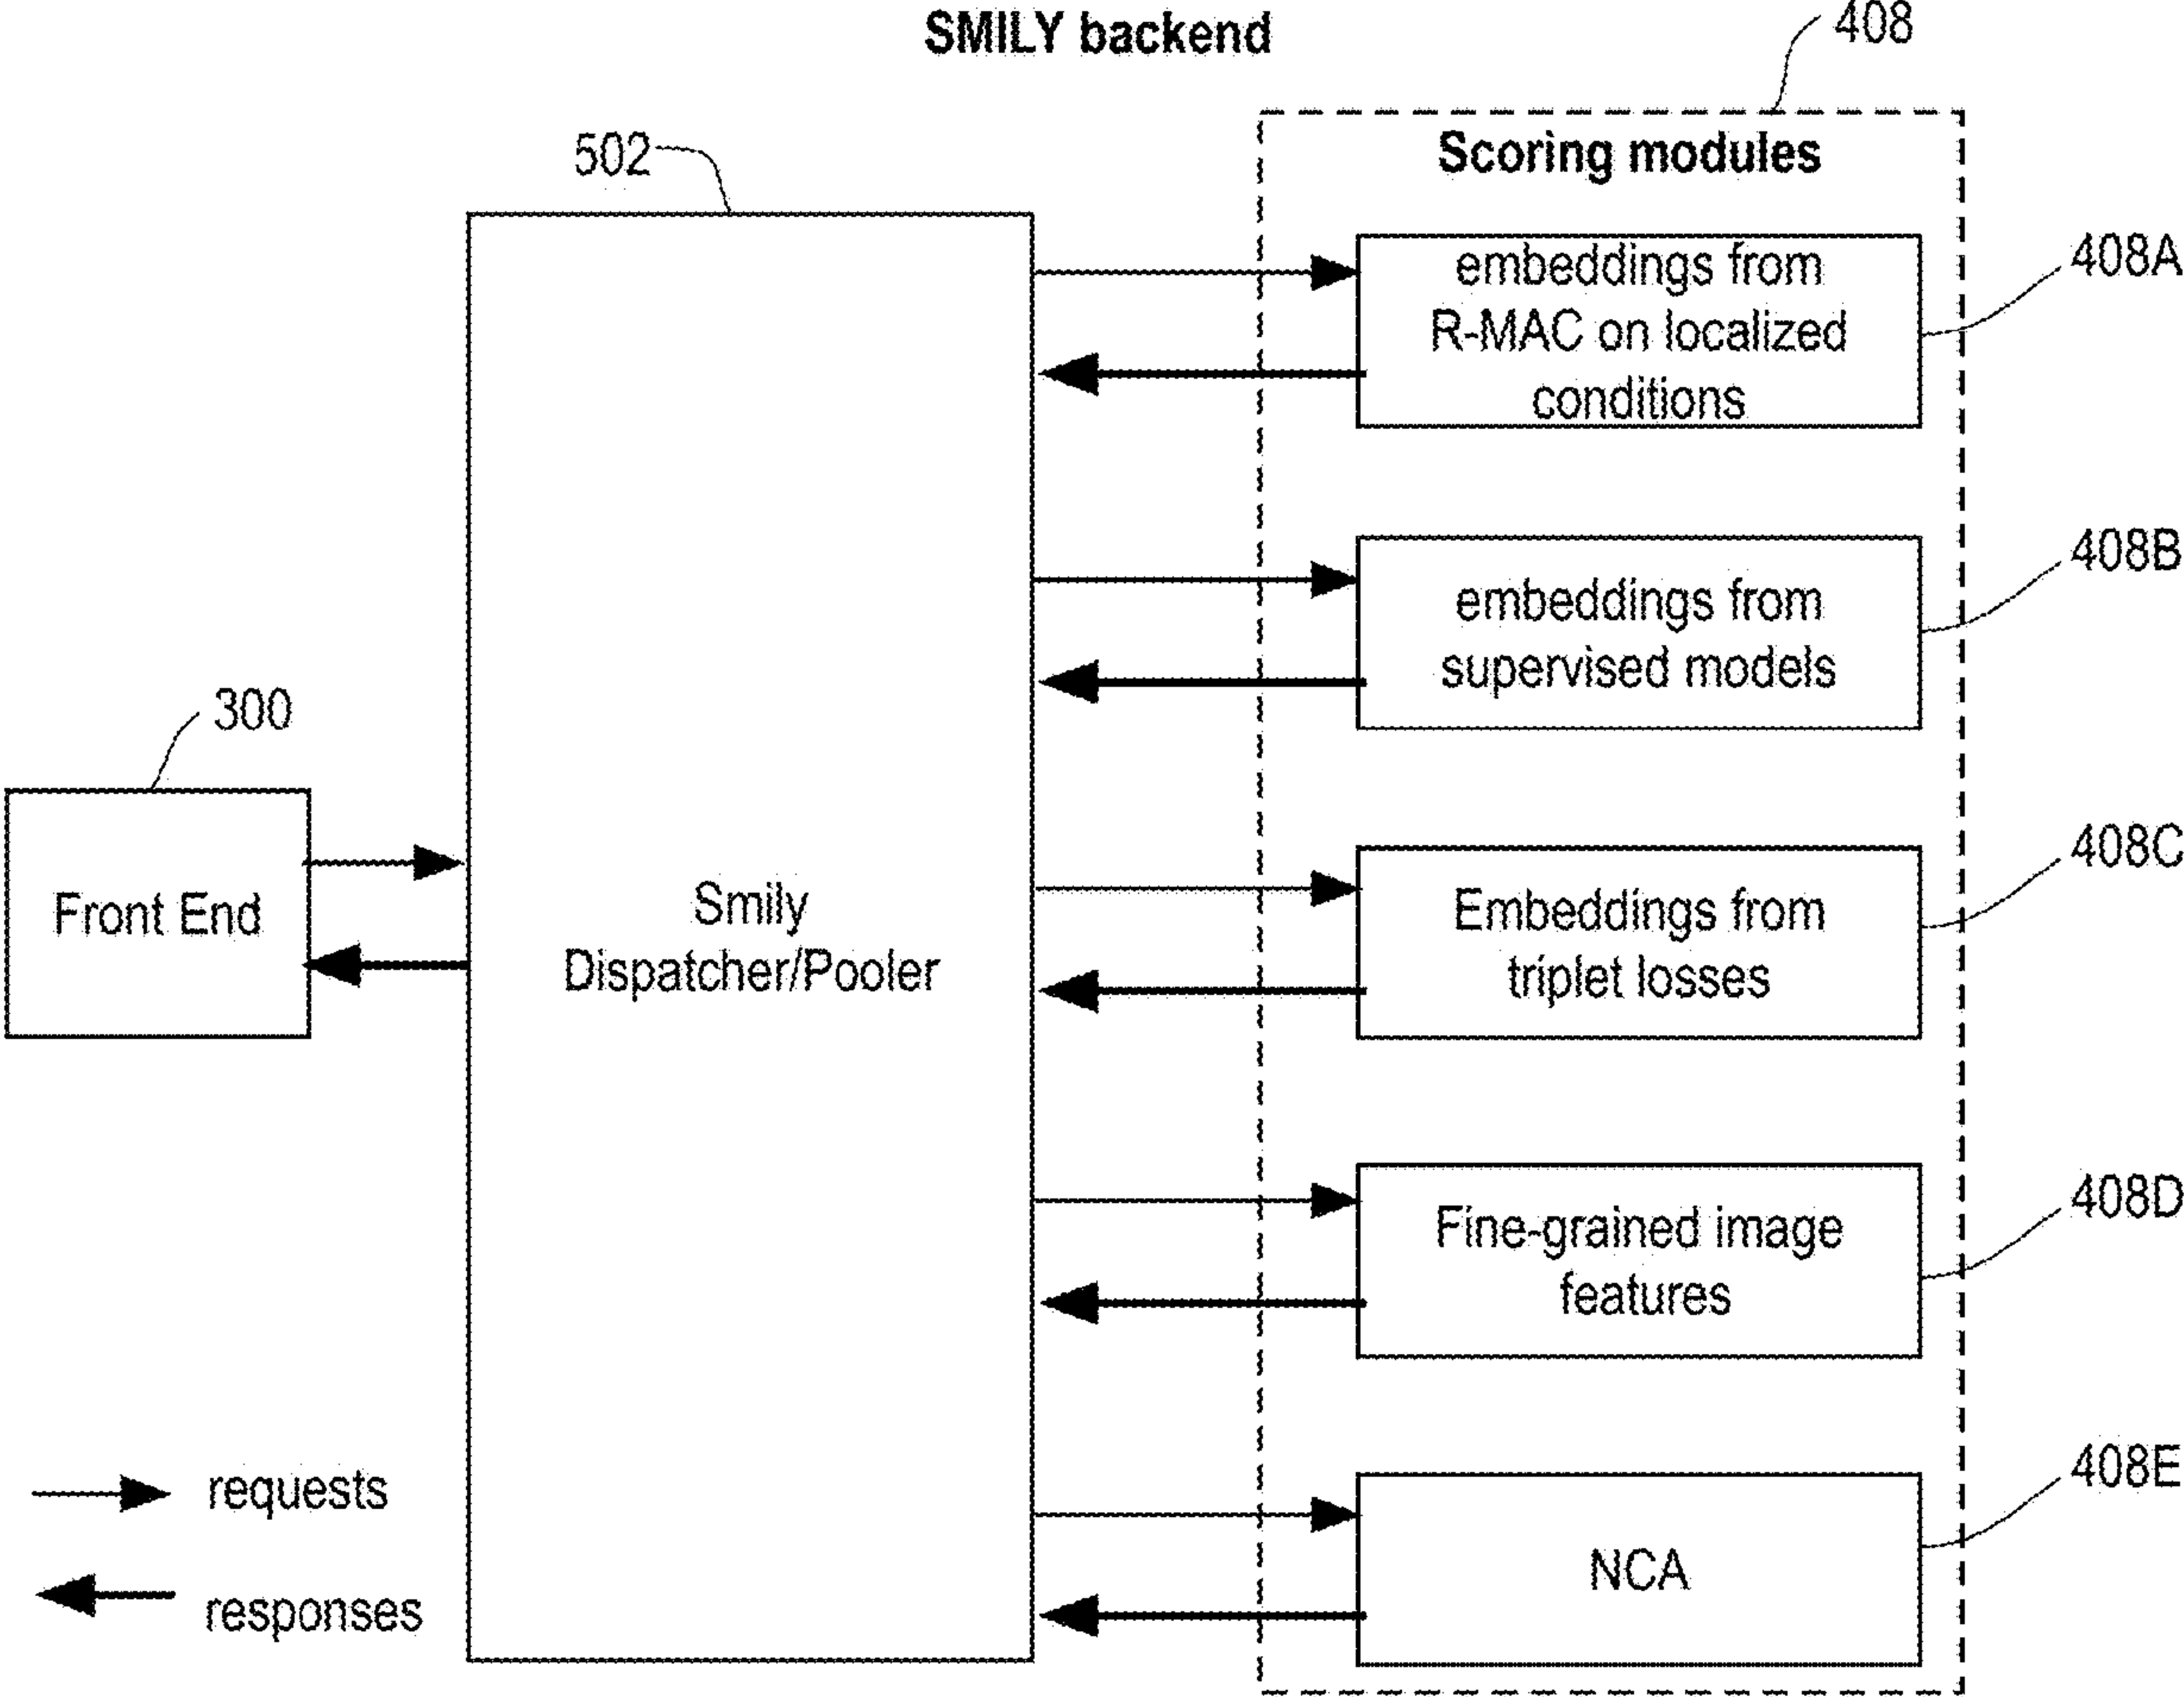 SMILY backend
408
502
Scoring modules
embeddings from
R-MAC on localized
conditions
408A
embeddings from
supervised models
408B
300
Front End
Smily
Dispatcher/Pooler
Embeddings from
triplet losses
408C
Fine-grained image
features
408D
NCA
408E
requests
responses